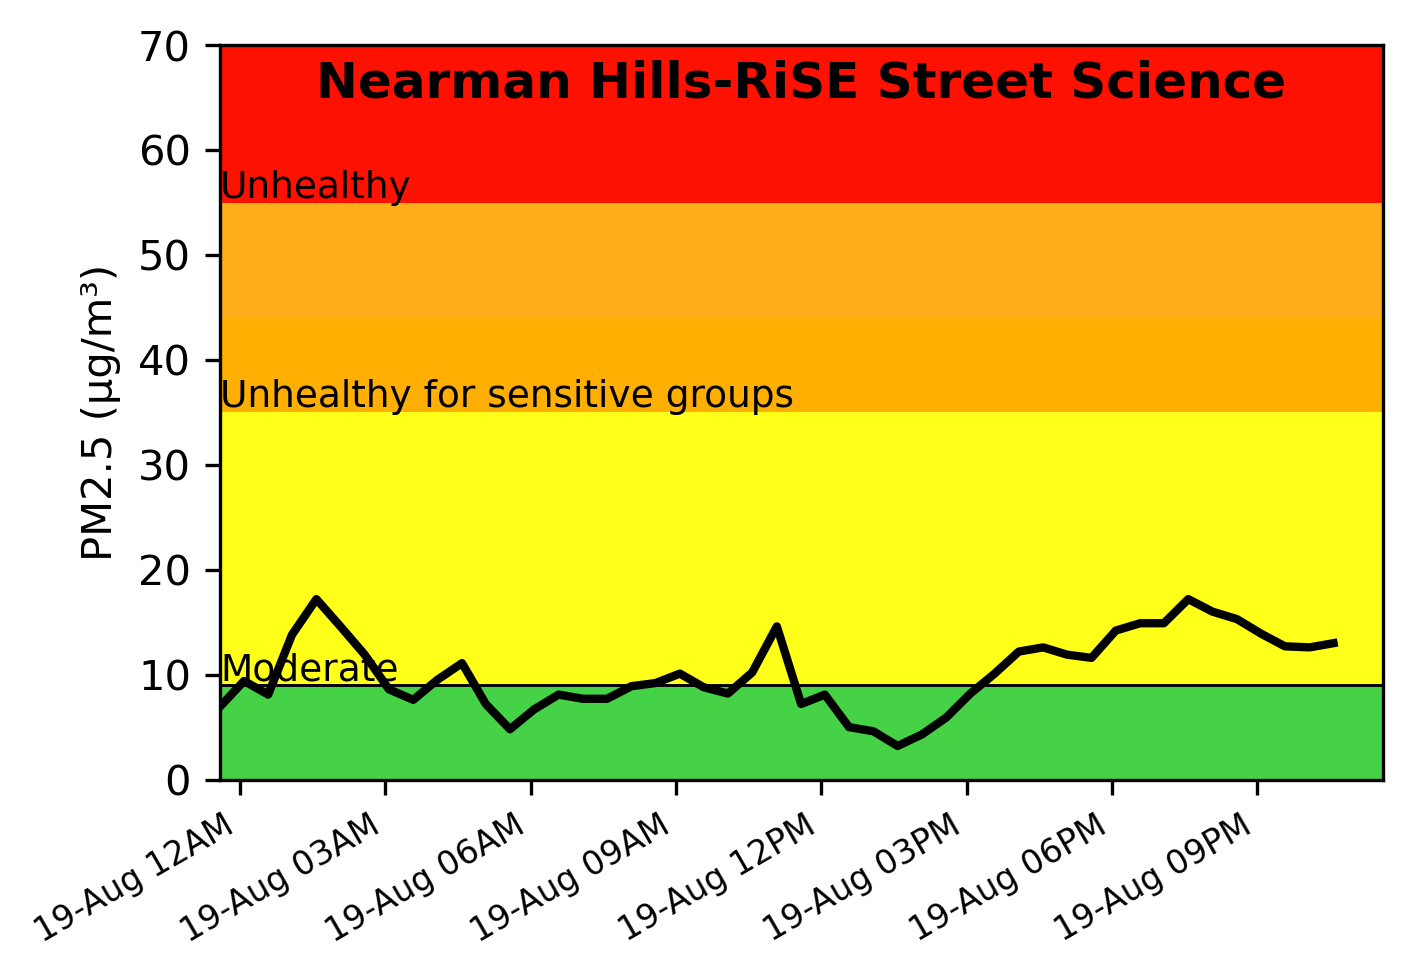 Nearman Hills-RiSE Street Science
70
60
Unhealthy
50
40
Unhealthy for sensitive groups
30
20
Moderate
10
0
PM2.5 (µg/m³)
19-Aug 12AM
19-Aug 03AM
19-Aug 06AM
19-Aug 09AM
19-Aug 12PM
19-Aug 03PM
19-Aug 06PM
19-Aug 09PM